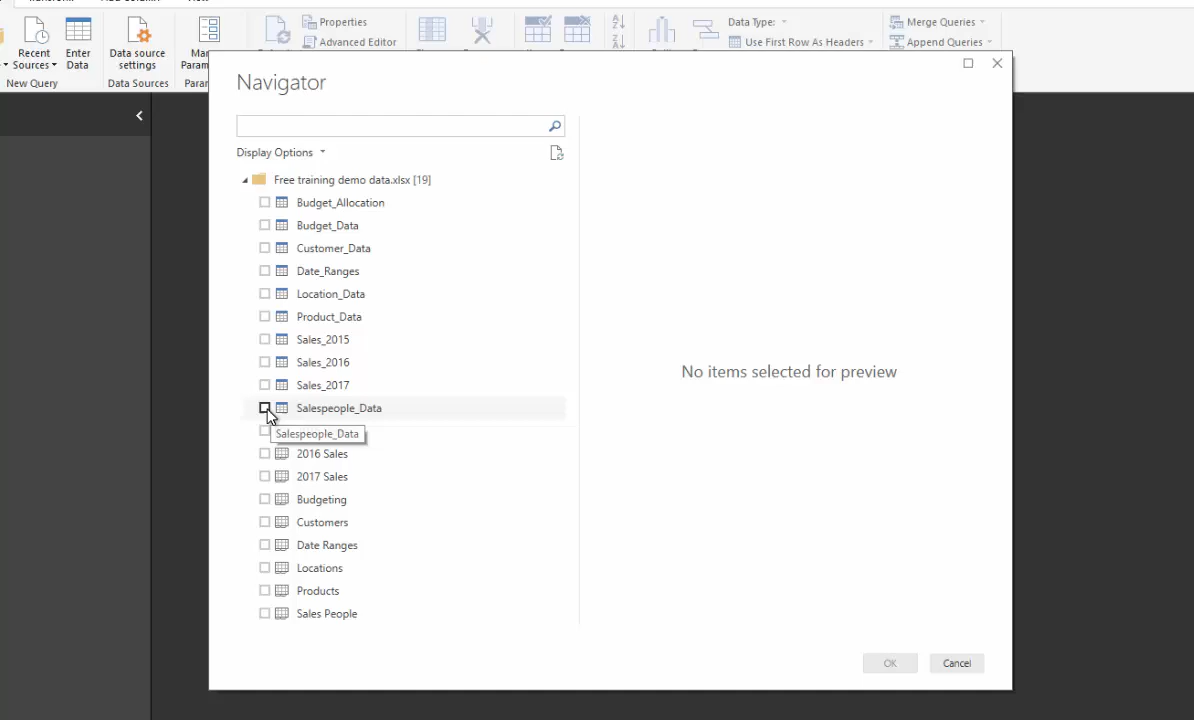 Properties
Data Type:
Merge Queries
Advanced Editor
Use First Row As Headers
Append Queries
Recent
Sources
Enter
Data
Data source
settings
New Query
Data Sources
Navigator
Display Options
Free training demo data.xlsx [19]
Budget_Allocation
Budget_Data
Customer_Data
Date_Ranges
Location_Data
Product_Data
Sales_2015
Sales_2016
Sales_2017
Salespeople_Data
Salespeople_Data
2016 Sales
2017 Sales
Budgeting
Customers
Date Ranges
Locations
Products
Sales People
No items selected for preview
OK
Cancel